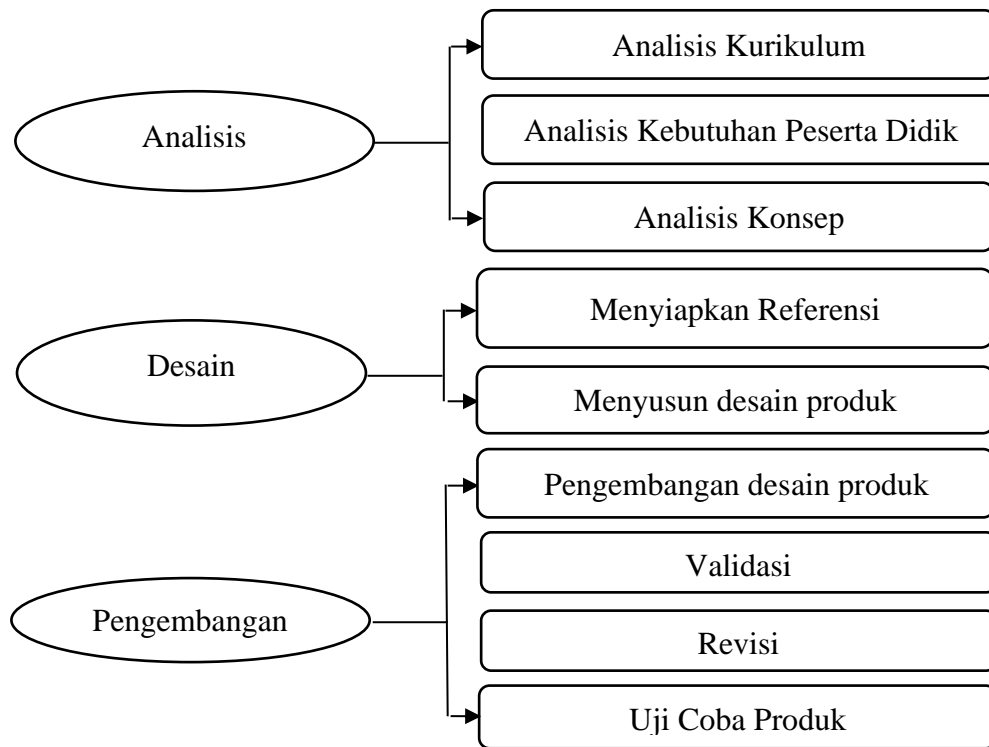 Analisis
Analisis Kurikulum
Analisis Kebutuhan Peserta Didik
Analisis Konsep
Desain
Menyiapkan Referensi
Menyusun desain produk
Pengembangan
Pengembangan desain produk
Validasi
Revisi
Uji Coba Produk